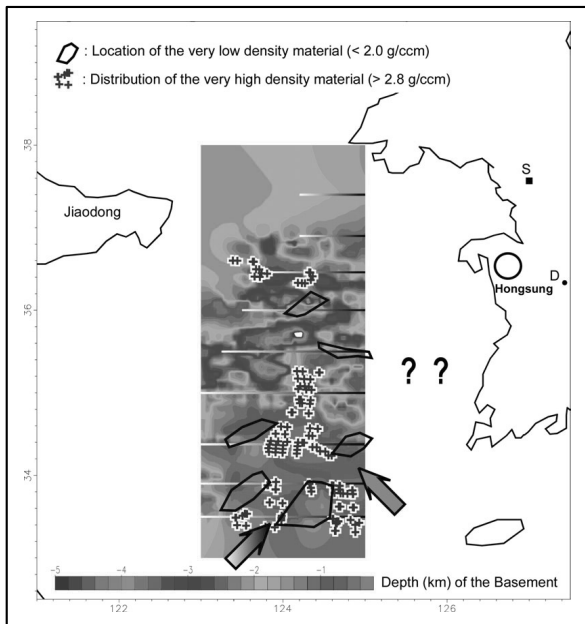 : Location of the very low density material (< 2.0 g/ccm)
: Distribution of the very high density material (> 2.8 g/ccm)
38
S
Jiaodong
Hongsung
D
36
? ?
34
-5 -4 -3 -2 -1
Depth (km) of the Basement
122 124 126